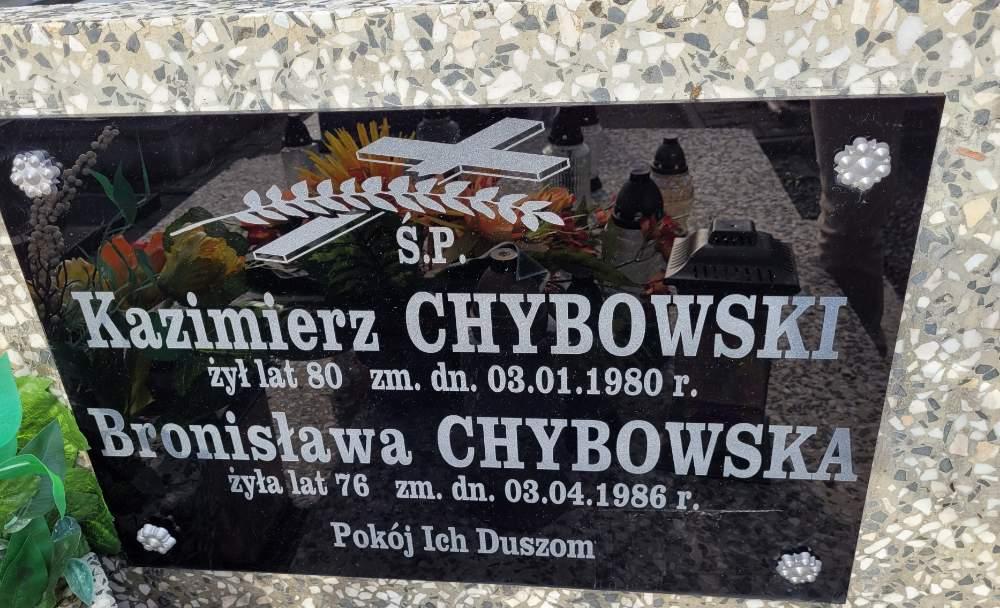 Ś.P.
Kazimierz CHYBOWSKI
żył lat 80 zm. dn. 03.01.1980 r.
Bronisława CHYBOWSKA
żyła lat 76 zm. dn. 03.04.1986 r.
Pokój Ich Duszom